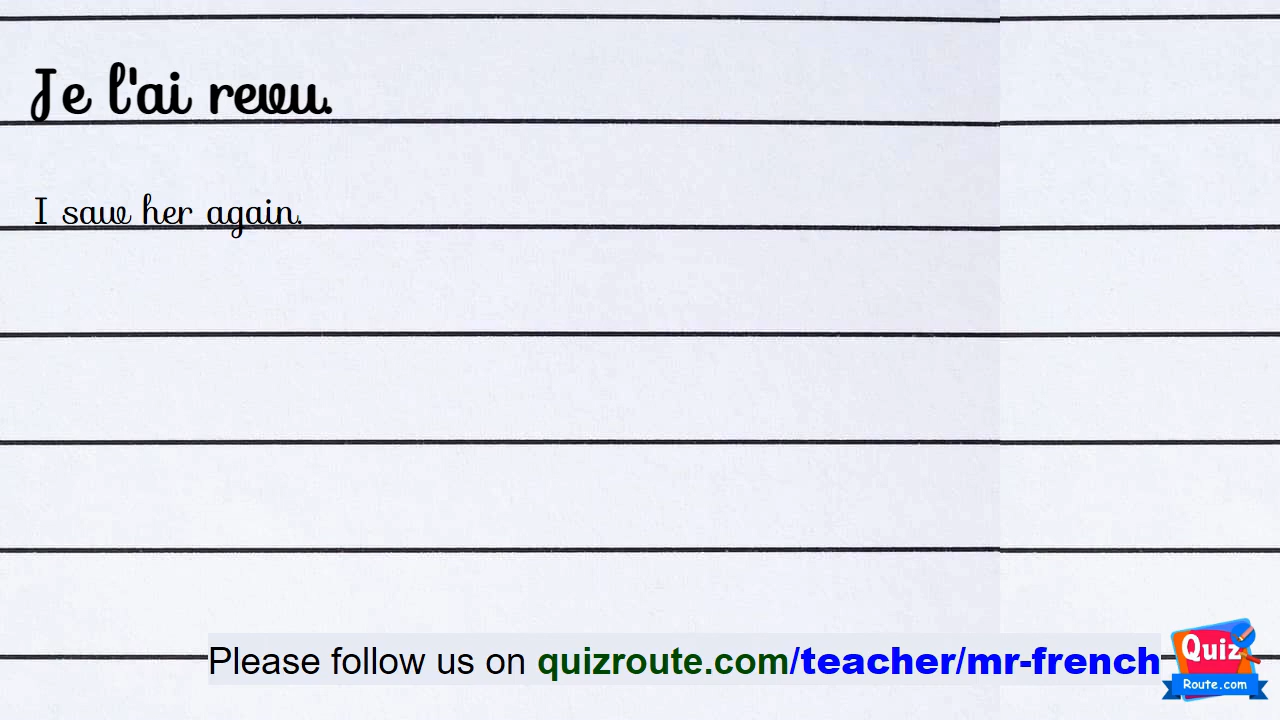 Je l'ai revu.
I saw her again.
Please follow us on quizroute.com/teacher/mr-french
Quiz
Route.com